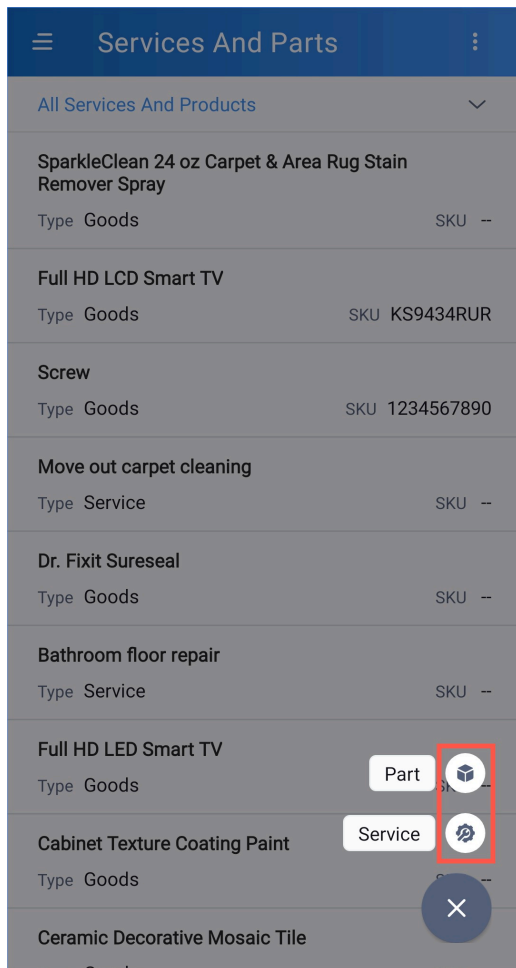 Services And Parts
All Services And Products
SparkleClean 24 oz Carpet & Area Rug Stain
Remover Spray
Type Goods SKU --
Full HD LCD Smart TV
Type Goods SKU KS9434RUR
Screw
Type Goods SKU 1234567890
Move out carpet cleaning
Type Service SKU --
Dr. Fixit Sureseal
Type Goods SKU --
Bathroom floor repair
Type Service SKU --
Full HD LED Smart TV
Part
Type Goods --
Service
Cabinet Texture Coating Paint
Type Goods --
Ceramic Decorative Mosaic Tile